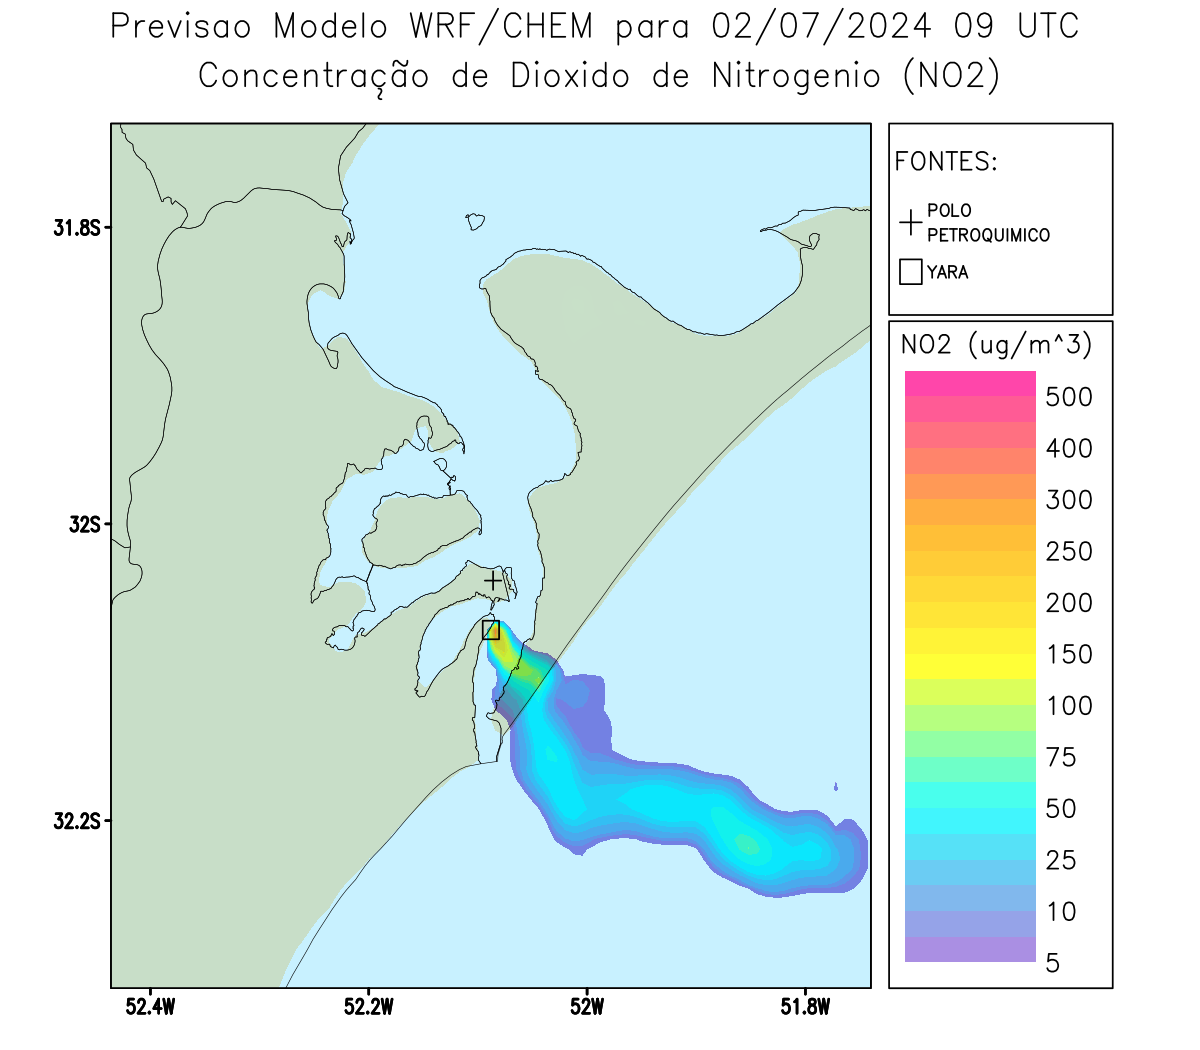 Previsao Modelo WRF/CHEM para 02/07/2024 09 UTC
Concentração de Dioxido de Nitrogenio (NO2)
FONTES:
POLO
PETROQUIMICO
YARA
NO2 (ug/m^3)
500
400
300
250
200
150
100
75
50
25
10
5
31.8S
32S
32.2S
52.4W
52.2W
52W
51.8W